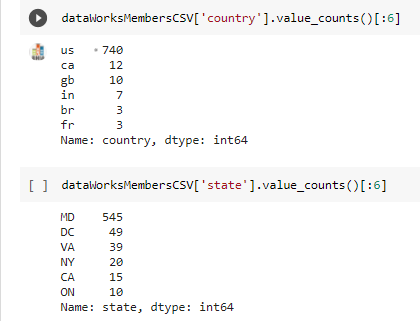 dataWorksMembersCSV['country'].value_counts()[:6]
us 740
ca 12
gb 10
in 7
br 3
fr 3
Name: country, dtype: int64
[ ] dataWorksMembersCSV['state'].value_counts()[:6]
MD 545
DC 49
VA 39
NY 20
CA 15
ON 10
Name: state, dtype: int64